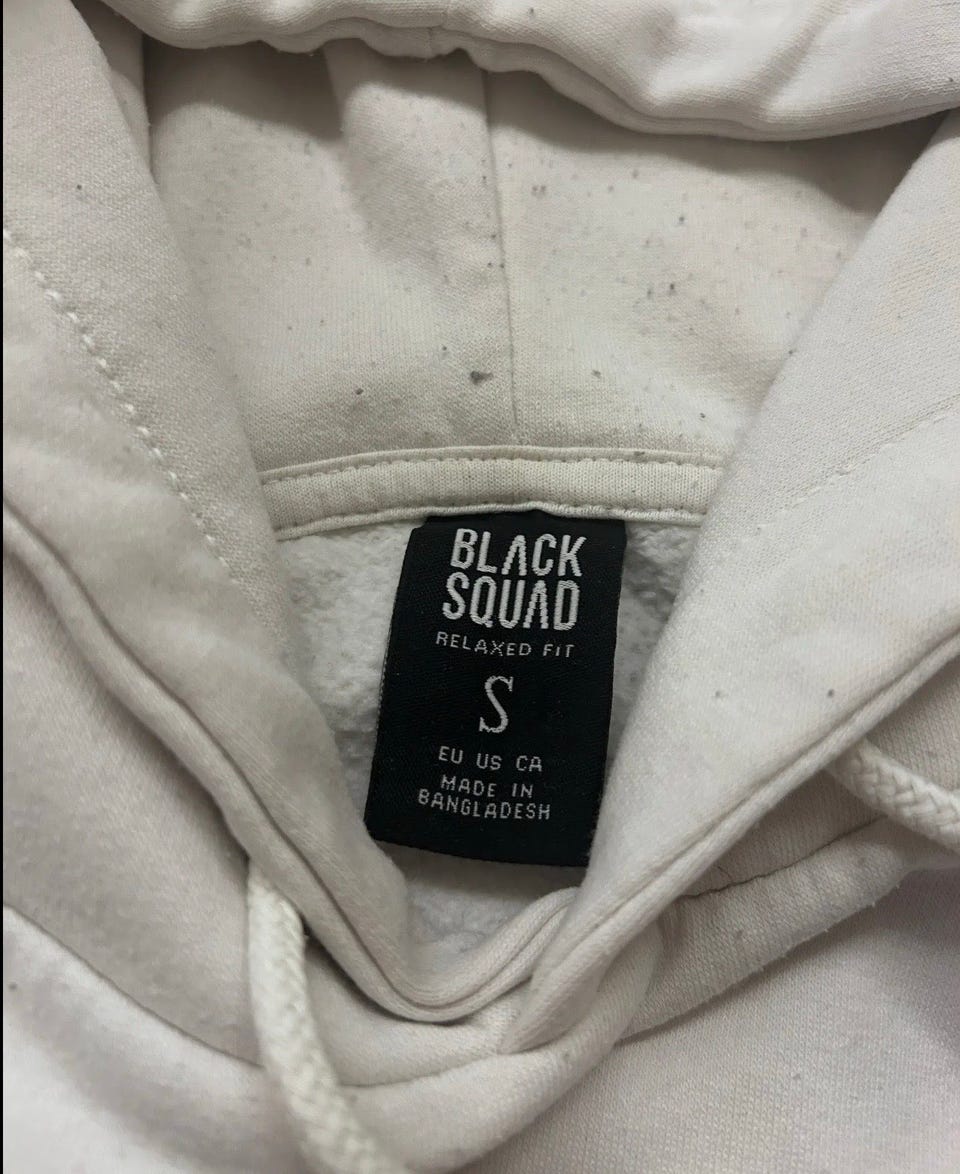 BLACK
SQUAD
RELAXED FIT
S
EU US CA
MADE IN
BANGLADESH